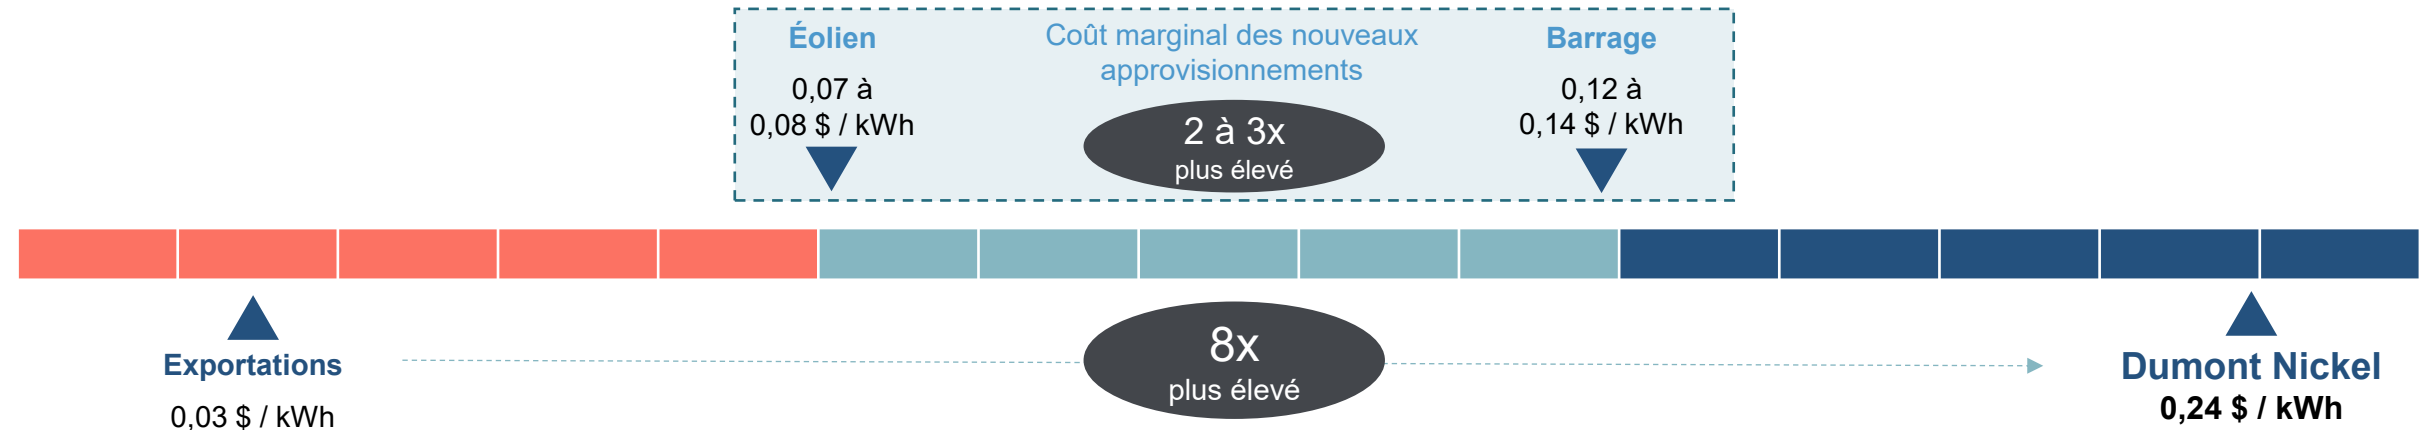 Éolien
0,07 à
0,08 $ / kWh
Coût marginal des nouveaux
approvisionnements
2 à 3x
plus élevé
Barrage
0,12 à
0,14 $ / kWh
Exportations
0,03 $ / kWh
8x
plus élevé
Dumont Nickel
0,24 $ / kWh